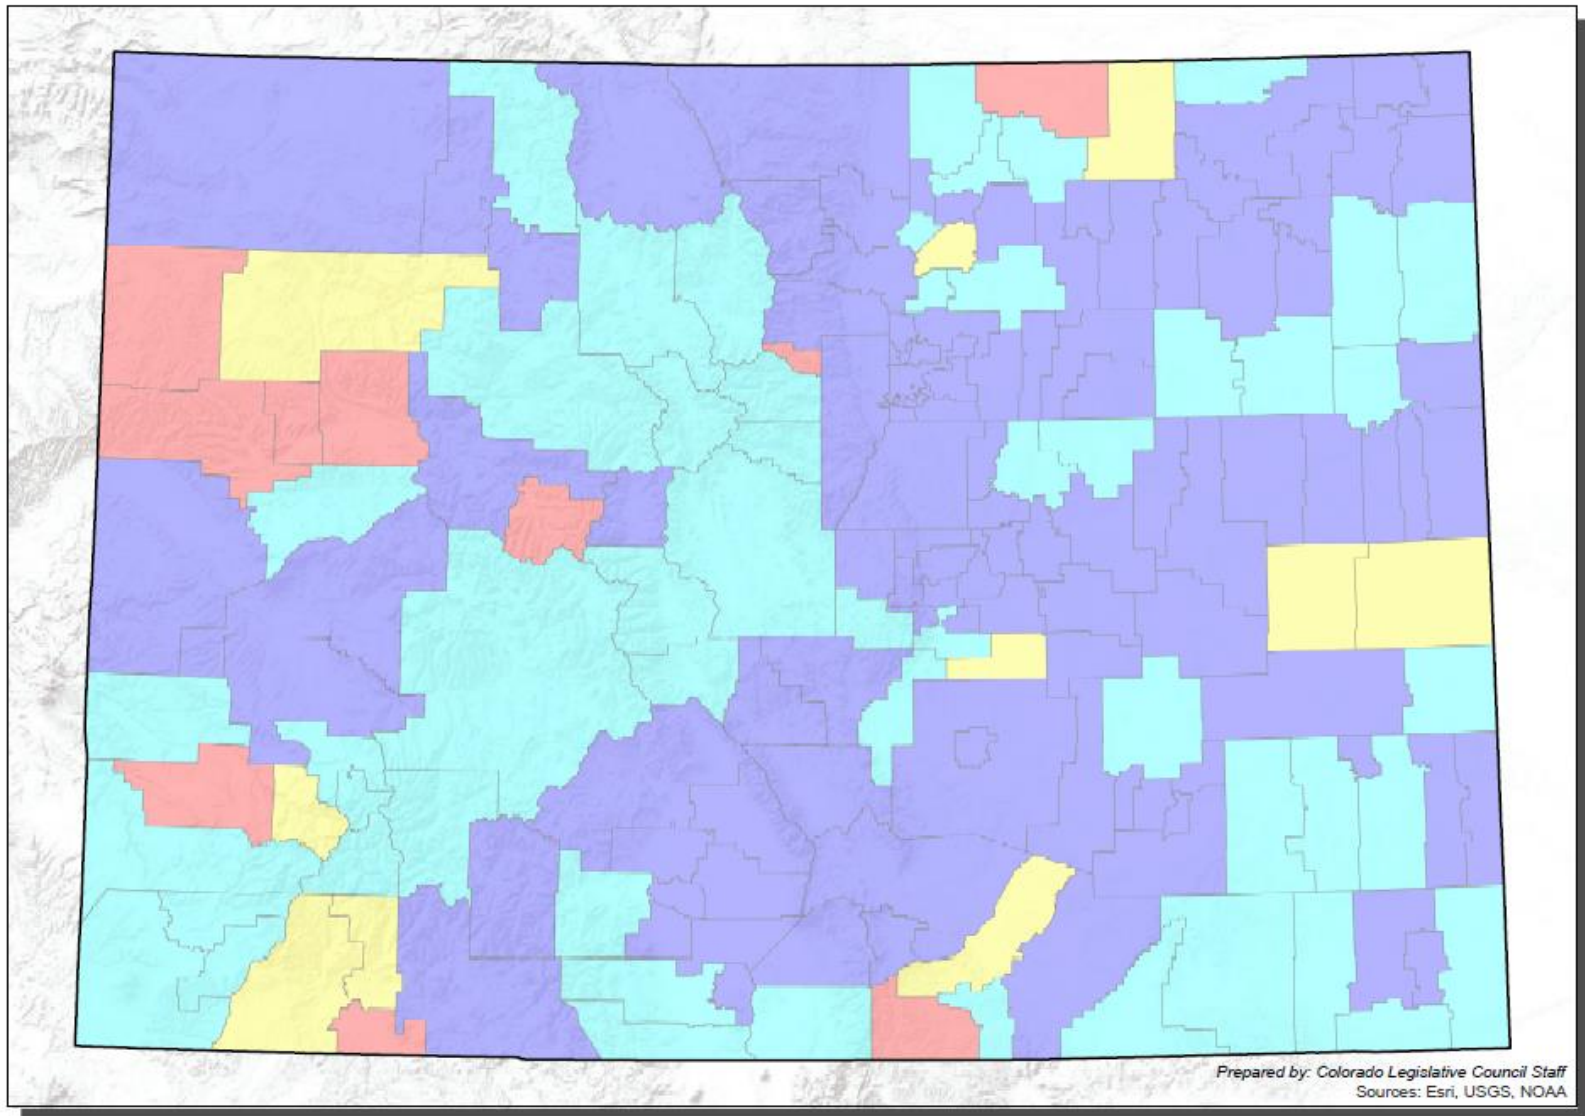 Prepared by: Colorado Legislative Council Staff
Sources: Esri, USGS, NOAA